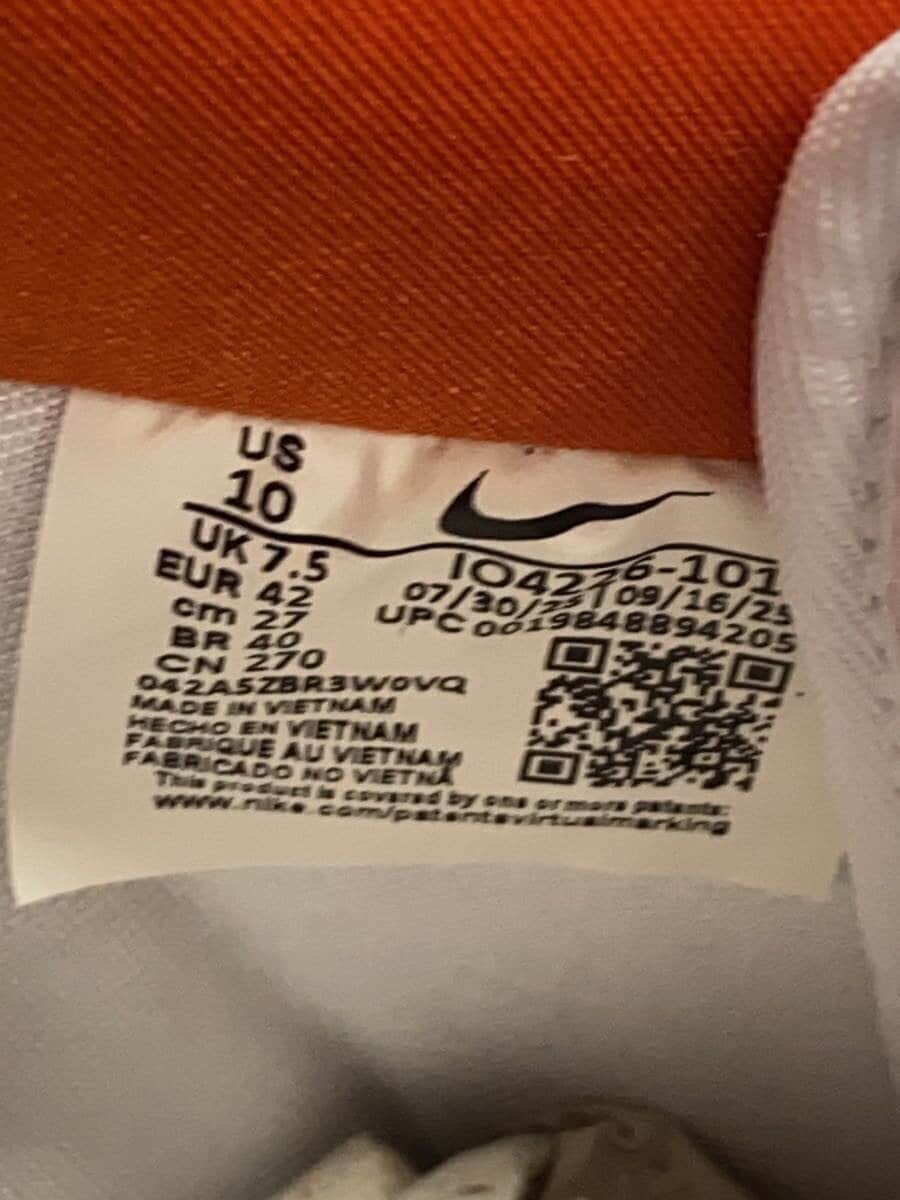 US
10
UK 7.5
EUR 42
cm 27
BR 40
CN 270
042A5ZBR3W0VQ
MADE IN VIETNAM
HECHO EN VIETNAM
FABRIQUE AU VIETNAM
FABRICADO NO VIETNÃ
This product is covered by one or more patents:
www.nike.com/patentsvirtualmarking
IO4226-101
07/30/25 | 09/16/25
UPC 00198488894205